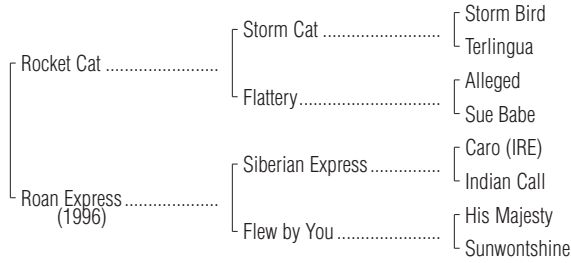 Storm Bird
Storm Cat ..........................
Terlingua
Rocket Cat .........................
Alleged
Flattery...............................
Sue Babe
Caro (IRE)
Siberian Express ................
Indian Call
Roan Express .....................
(1996)
His Majesty
Flew by You .......................
Sunwontshine